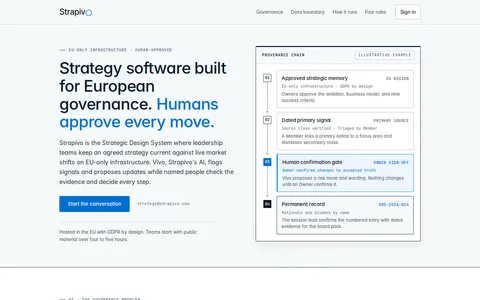 Strapivo
Governance
Data boundary
How it runs
Four rules
Sign in
EU-ONLY INFRASTRUCTURE · HUMAN-APPROVED
Strategy software built
for European
governance. Humans
approve every move.
Strapivo is the Strategic Design System where leadership
teams keep an agreed strategy current against live market
shifts on EU-only infrastructure. Vivo, Strapivo's AI, flags
signals and proposes updates while named people check the
evidence and decide every step.
Start the conversation
strategy@strapivo.com
Hosted in the EU with GDPR by design. Teams start with public
material over four to five hours.
PROVENANCE CHAIN
ILLUSTRATIVE EXAMPLE
01
Approved strategic memory
EU REGION
EU-only infrastructure · GDPR by design
Owners approve the ambition, business model, and nine
success criteria.
02
Dated primary signal
PRIMARY SOURCE
Source class verified · Triaged by Member
A Member links a primary notice to a focus area and
dismisses secondary noise.
03
Human confirmation gate
OWNER SIGN-OFF
Owner confirms changes to accepted truth
Vivo proposes a risk move and wording. Nothing changes
until an Owner confirms it.
04
Permanent record
SDS-2026-014
Rationale and dissent by name
The session lead confirms the numbered entry with dated
evidence for the board pack.
01 · THE GOVERNANCE PROBLEM